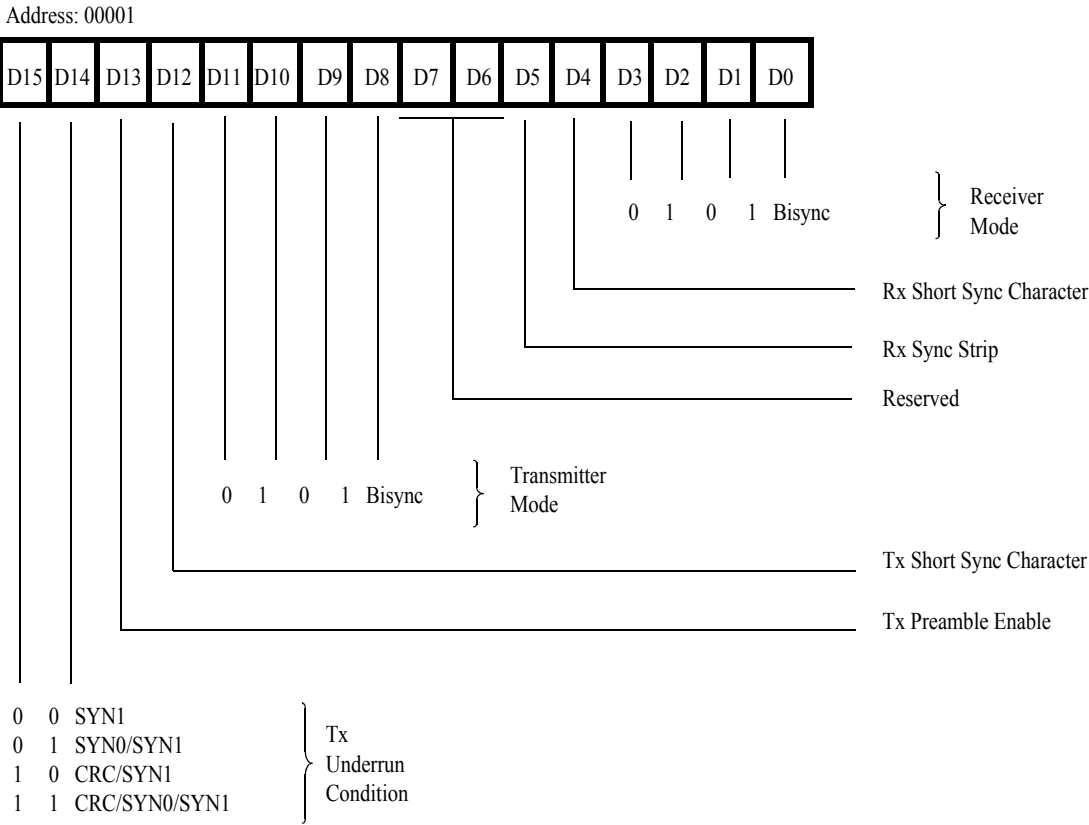 Address: 00001
D15 D14 D13 D12 D11 D10 D9 D8 D7 D6 D5 D4 D3 D2 D1 D0
0 1 0 1 Bisync
Receiver
Mode
Rx Short Sync Character
Rx Sync Strip
Reserved
0 1 0 1 Bisync
Transmitter
Mode
Tx Short Sync Character
Tx Preamble Enable
0 0 SYN1
0 1 SYN0/SYN1
1 0 CRC/SYN1
1 1 CRC/SYN0/SYN1
Tx
Underrun
Condition